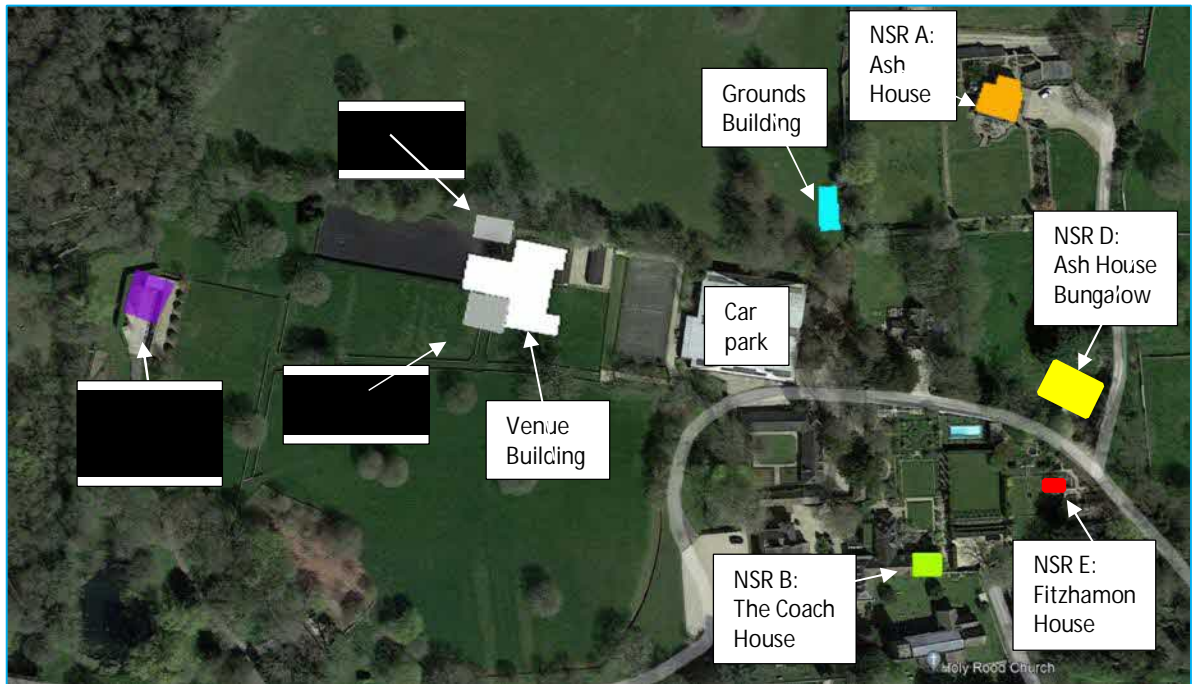 NSR A:
Ash
House
Grounds
Building
NSR D:
Ash House
Bungalow
Car
park
Venue
Building
NSR B:
The Coach
House
NSR E:
Fitzhamon
House
Holy Rood Church